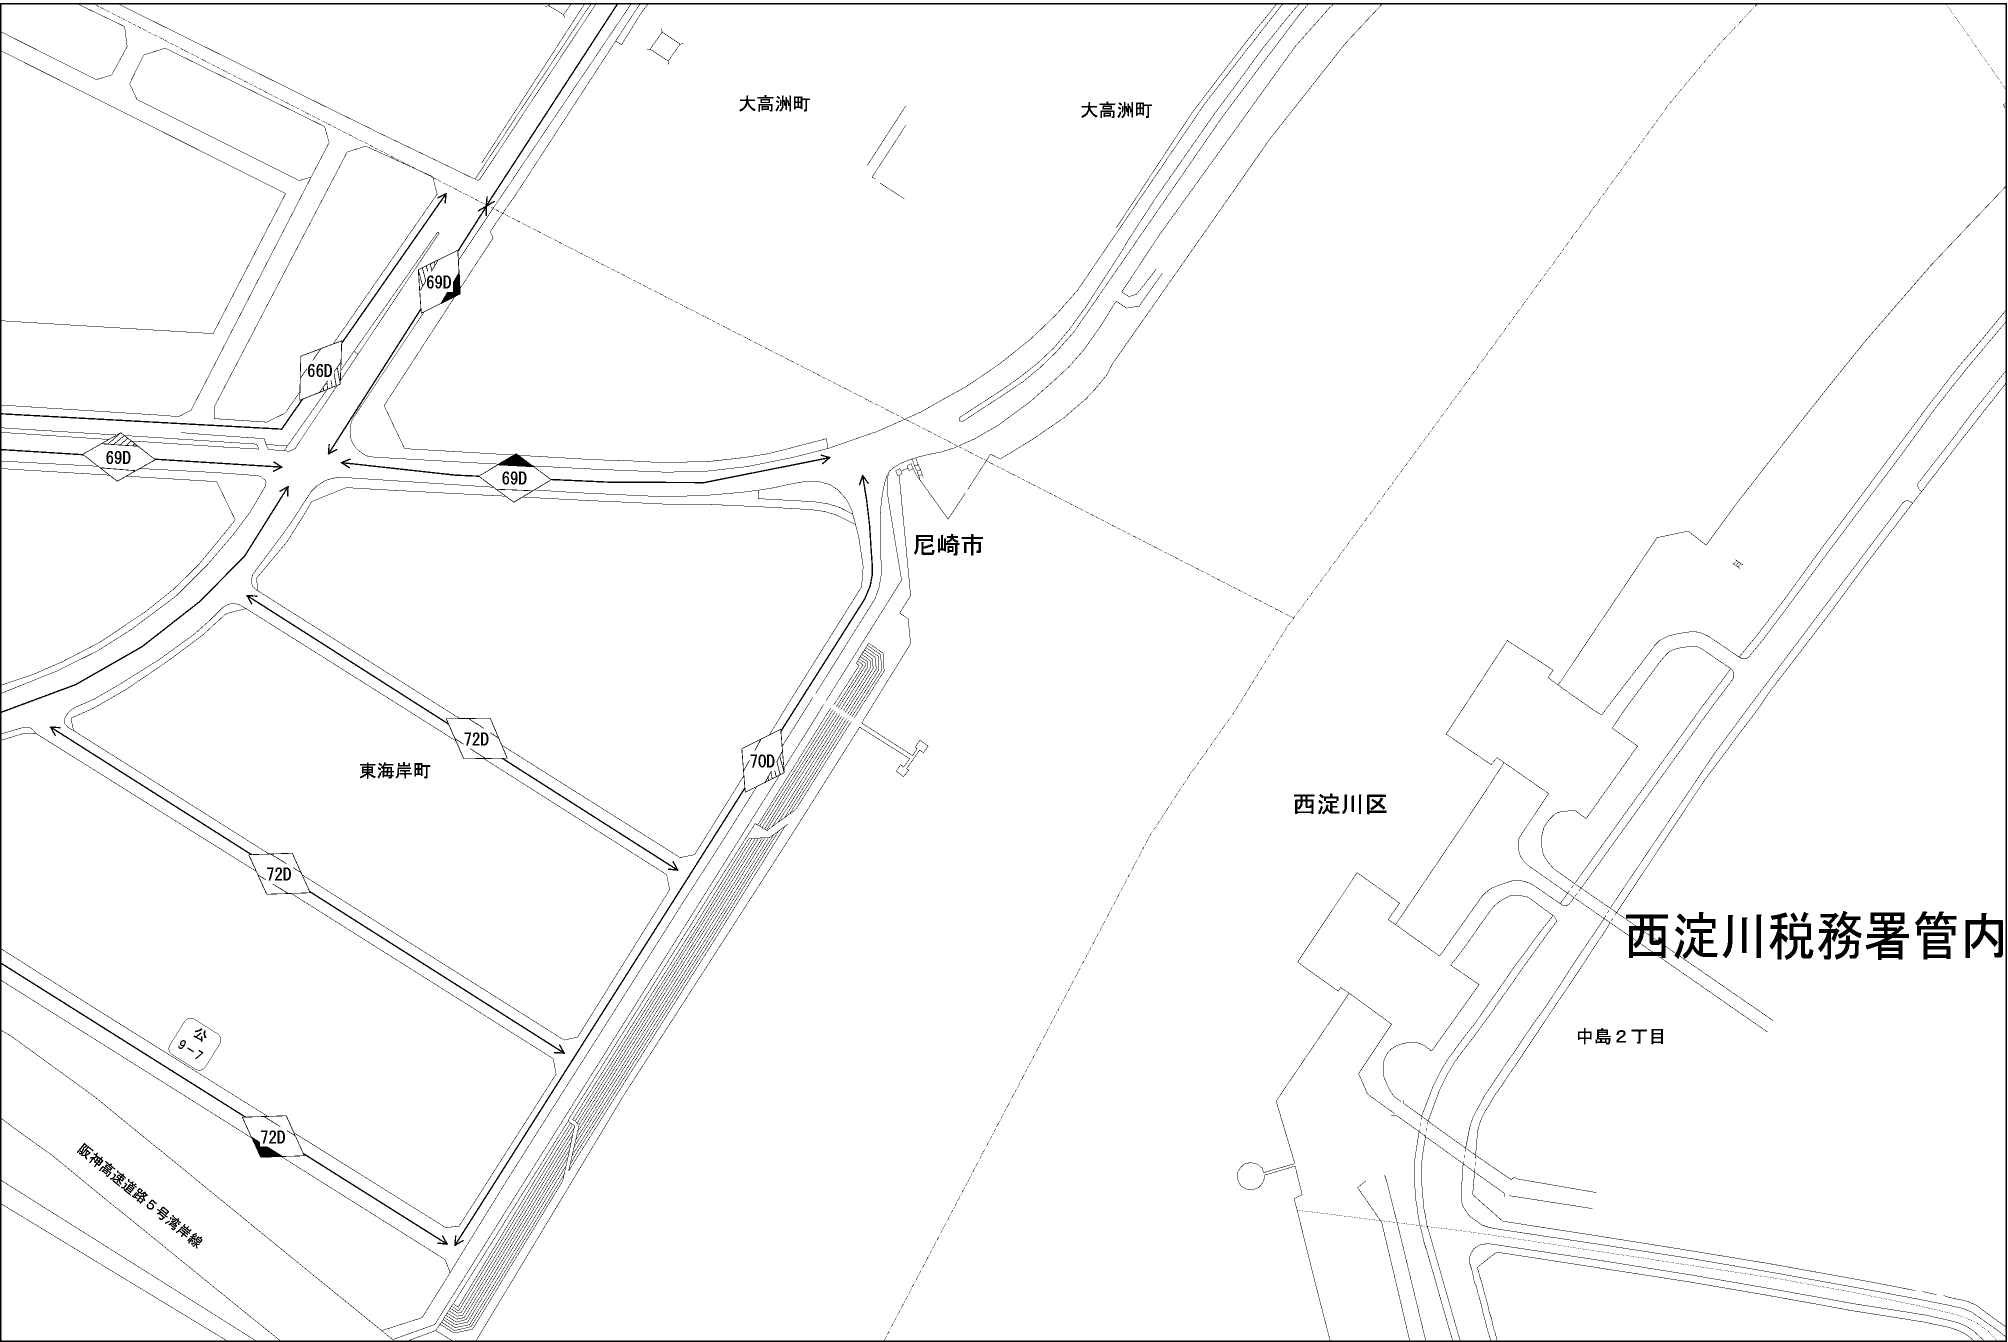 大高洲町
大高洲町
69D
66D
69D
69D
尼崎市
72D
70D
東海岸町
西淀川区
72D
西淀川税務署管内
公
9-7
中島2丁目
72D
阪神高速道路5号湾岸線